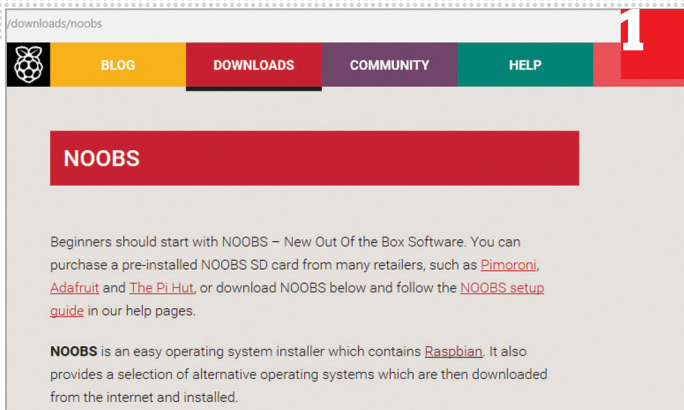 /downloads/noobs
1
BLOG DOWNLOADS COMMUNITY HELP
NOOBS
Beginners should start with NOOBS – New Out Of the Box Software. You can
purchase a pre-installed NOOBS SD card from many retailers, such as Pimoroni,
Adafruit and The Pi Hut, or download NOOBS below and follow the NOOBS setup
guide in our help pages.
NOOBS is an easy operating system installer which contains Raspbian. It also
provides a selection of alternative operating systems which are then downloaded
from the internet and installed.